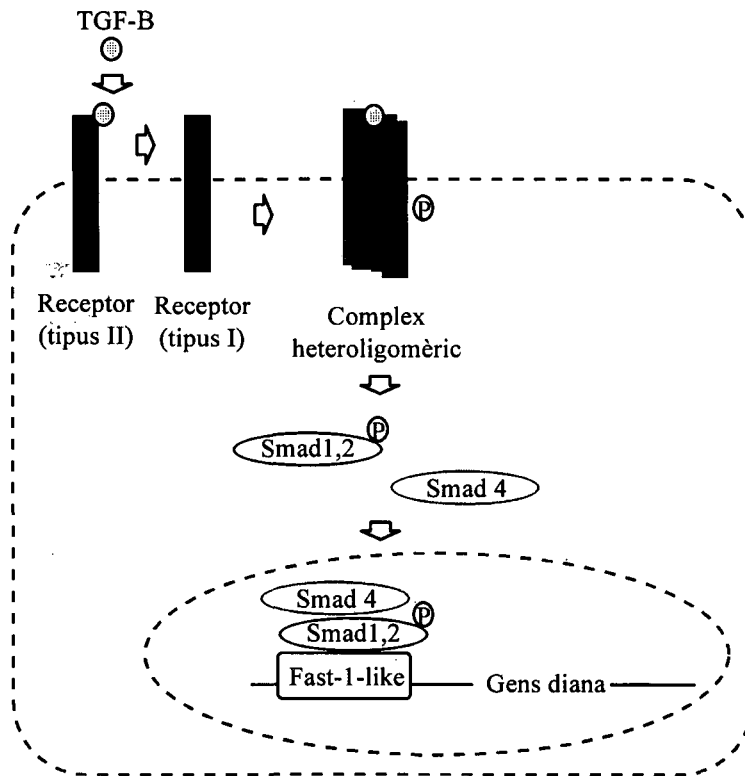 TGF-B
P
Receptor
(tipus II)
Receptor
(tipus I)
Complex
heteroligomèric
P
Smad1,2
Smad 4
Smad 4
P
Smad1,2
Fast-1-like
Gens diana